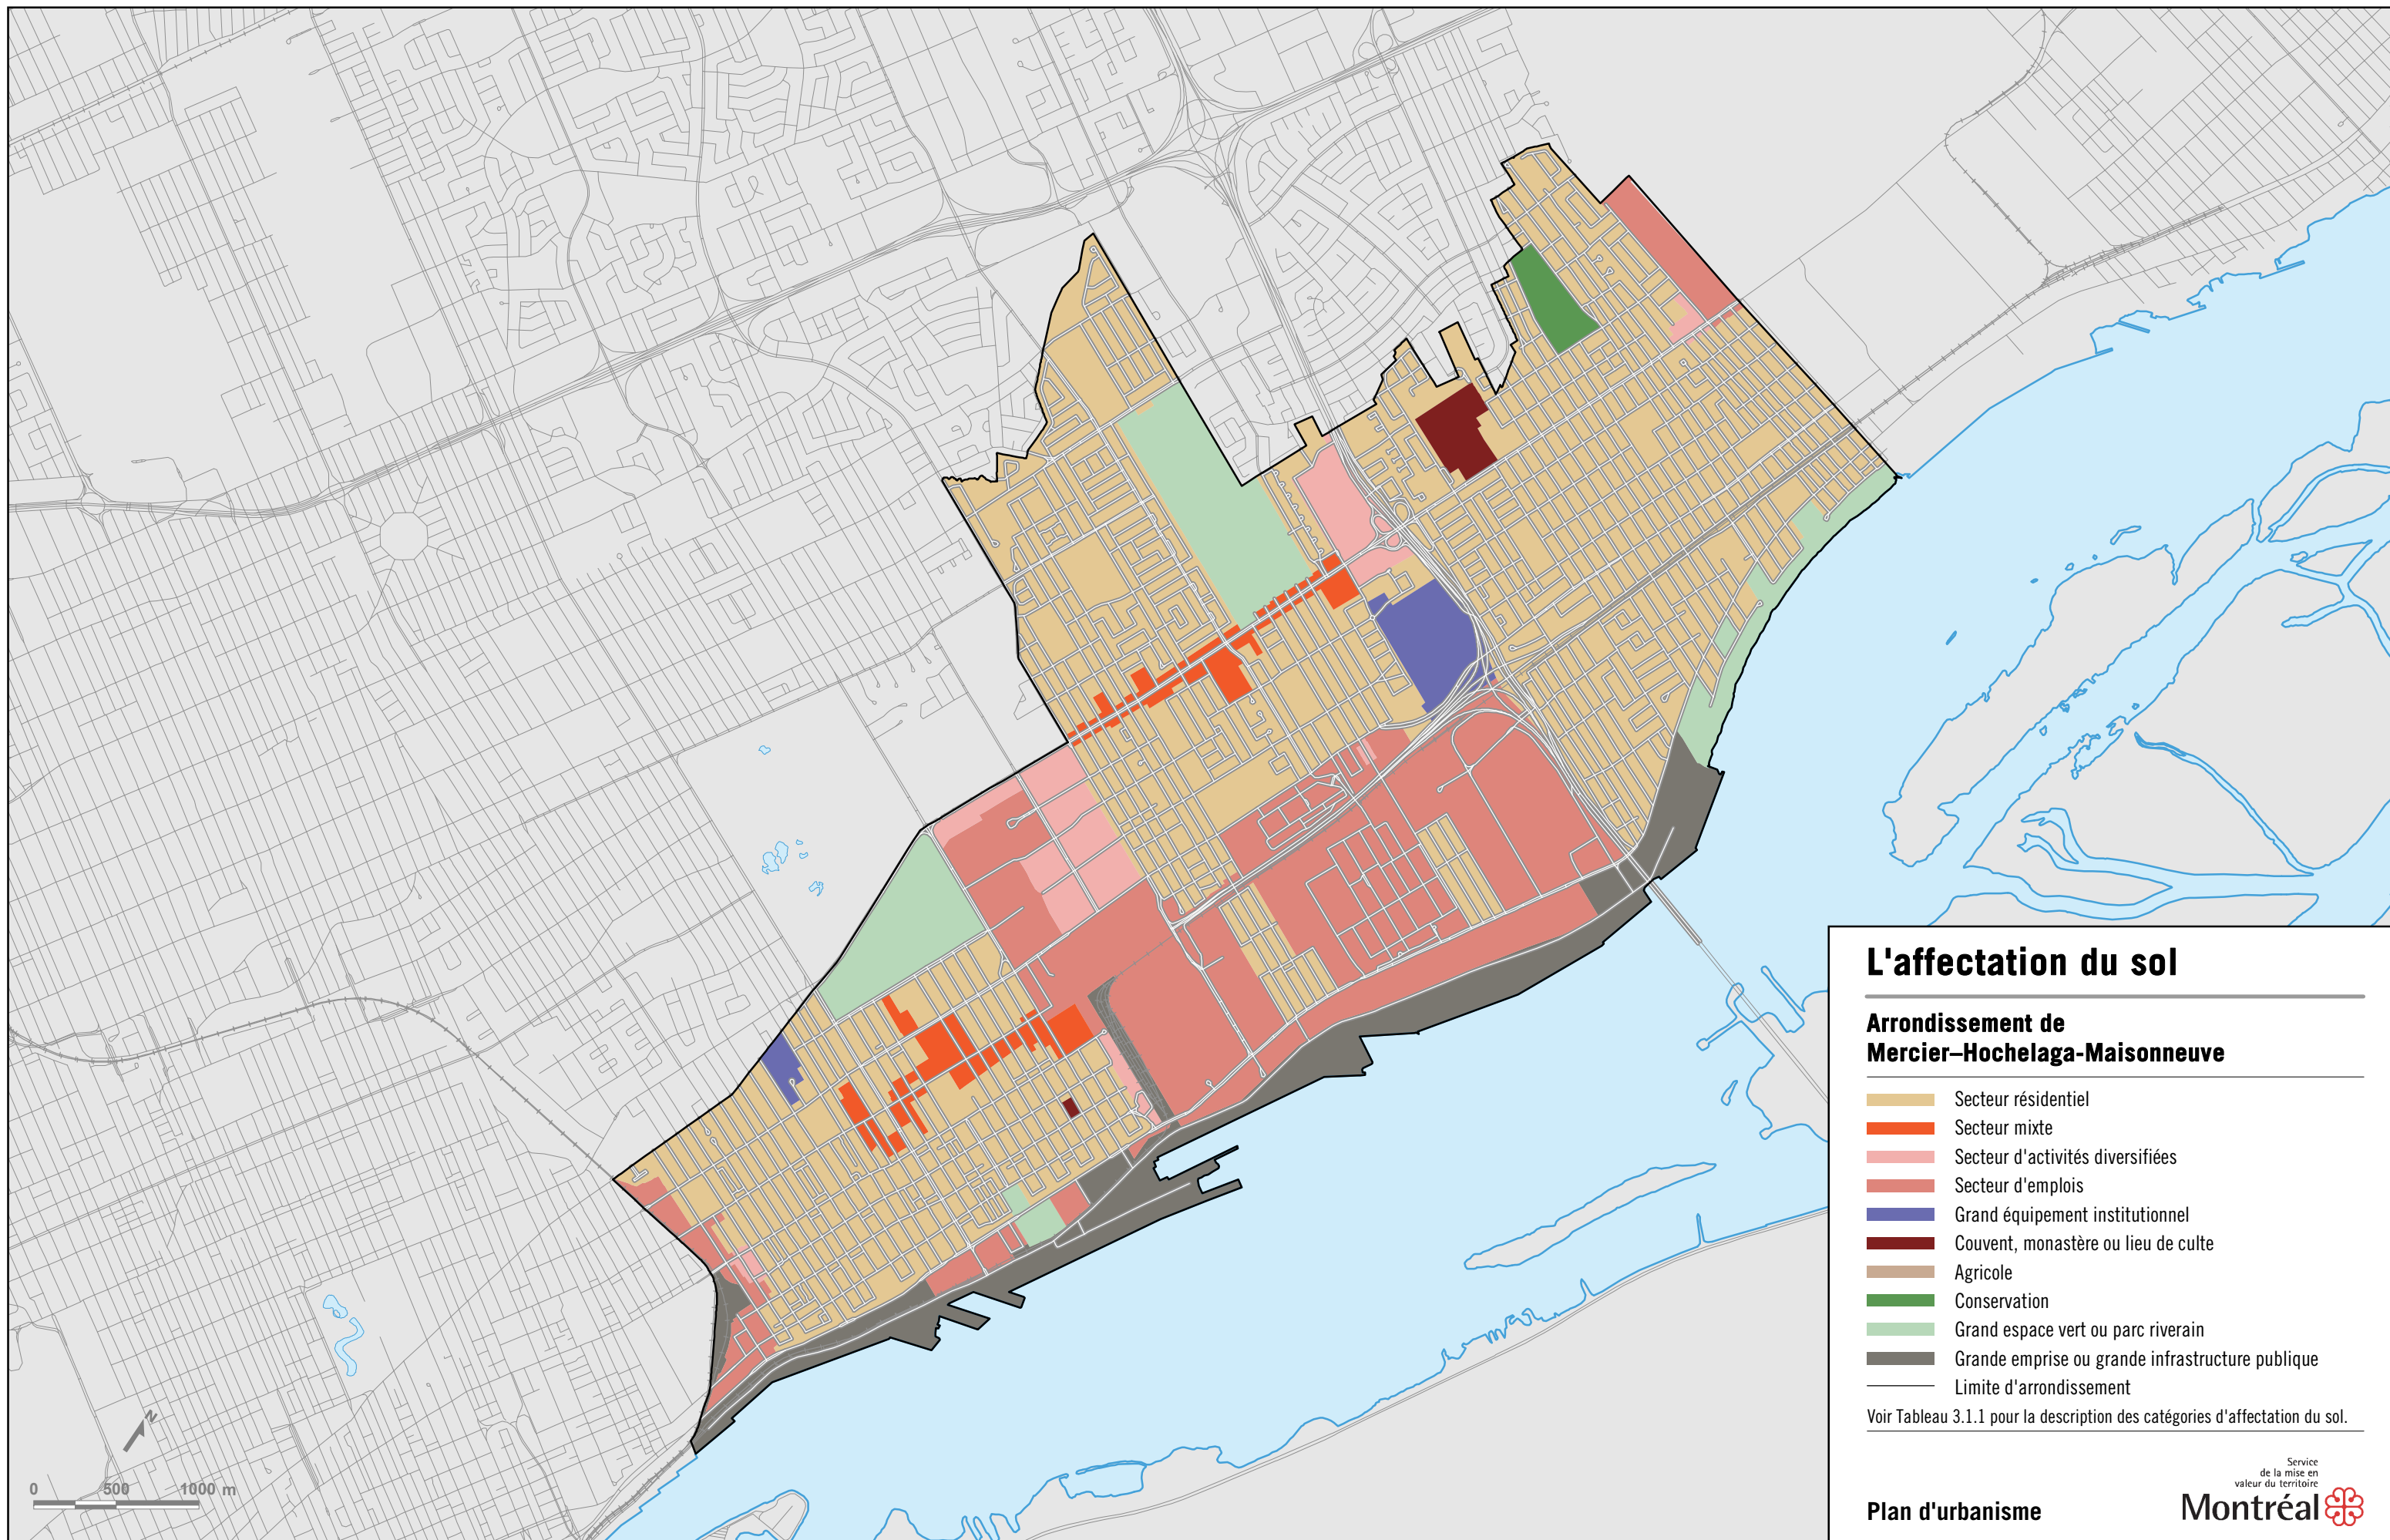 L'affectation du sol
Arrondissement de
Mercier–Hochelaga-Maisonneuve
Secteur résidentiel
Secteur mixte
Secteur d'activités diversifiées
Secteur d'emplois
Grand équipement institutionnel
Couvent, monastère ou lieu de culte
Agricole
Conservation
Grand espace vert ou parc riverain
Grande emprise ou grande infrastructure publique
Limite d'arrondissement
Voir Tableau 3.1.1 pour la description des catégories d'affectation du sol.
Service
de la mise en
valeur du territoire
Plan d'urbanisme
Montréal
N
0 500 1000 m